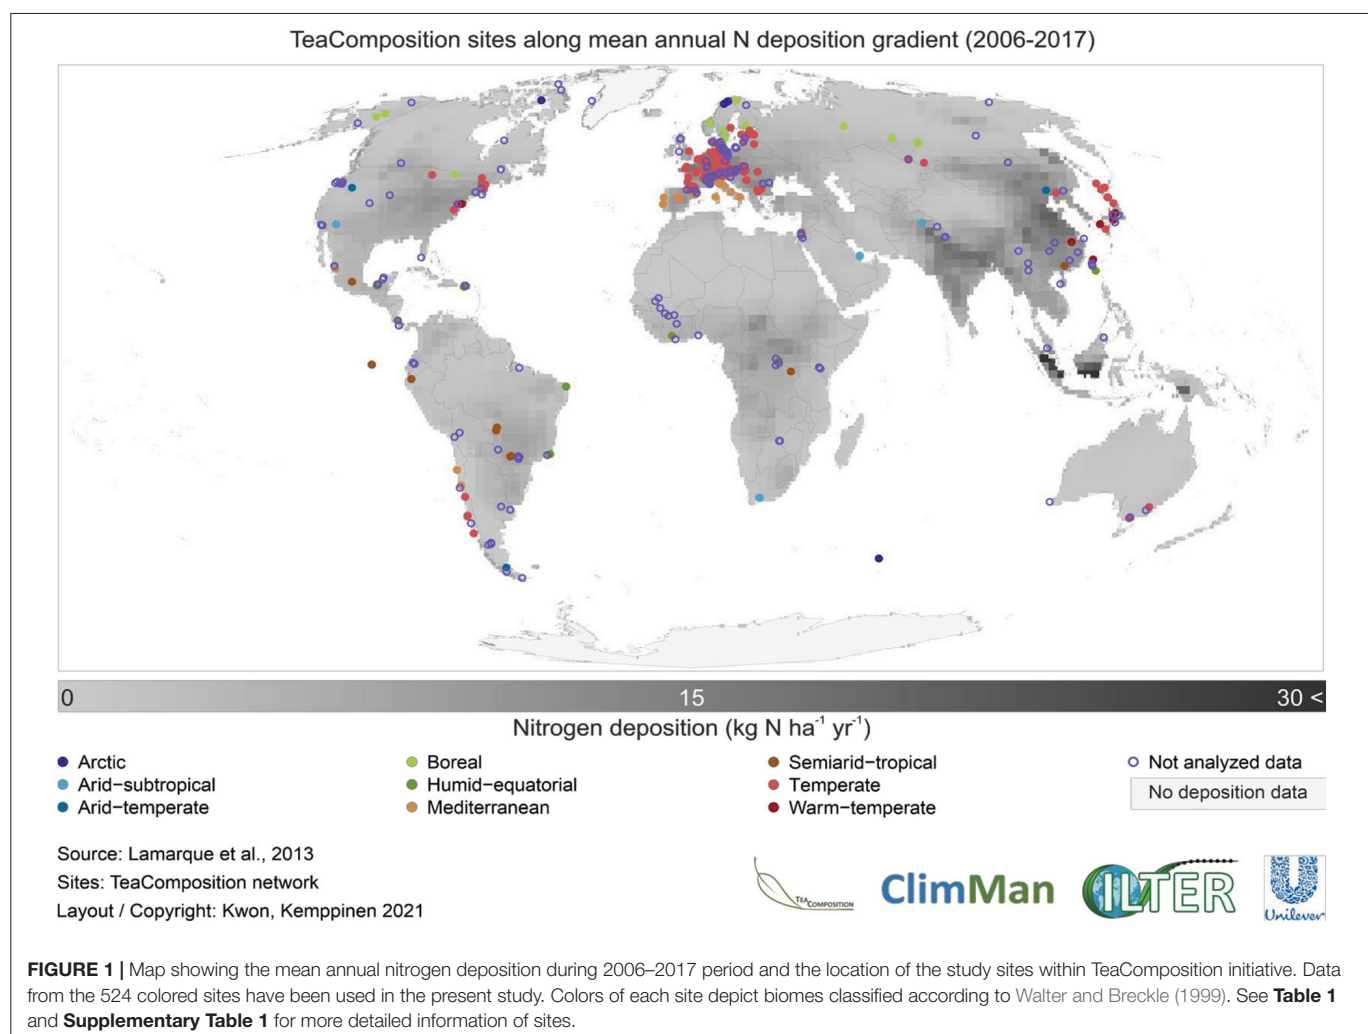 TeaComposition sites along mean annual N deposition gradient (2006-2017)
0 15 30 <
Nitrogen deposition (kg N ha⁻¹ yr⁻¹)
Arctic
Arid−subtropical
Arid−temperate
Boreal
Humid−equatorial
Mediterranean
Semiarid−tropical
Temperate
Warm−temperate
Not analyzed data
No deposition data
Source: Lamarque et al., 2013
Sites: TeaComposition network
Layout / Copyright: Kwon, Kemppinen 2021
TEACOMPOSITION
ClimMan
ILTER
Unilever
FIGURE 1 | Map showing the mean annual nitrogen deposition during 2006–2017 period and the location of the study sites within TeaComposition initiative. Data
from the 524 colored sites have been used in the present study. Colors of each site depict biomes classified according to Walter and Breckle (1999). See Table 1
and Supplementary Table 1 for more detailed information of sites.